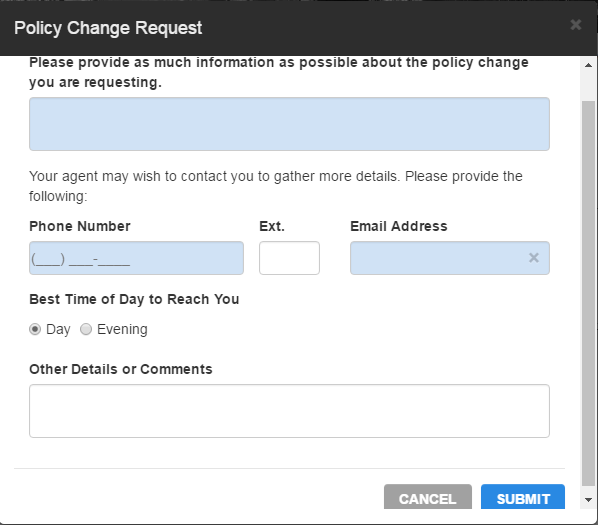 Policy Change Request
Please provide as much information as possible about the policy change
you are requesting.
Your agent may wish to contact you to gather more details. Please provide the
following:
Phone Number Ext. Email Address
(___) ___-____
Best Time of Day to Reach You
Day Evening
Other Details or Comments
CANCEL SUBMIT